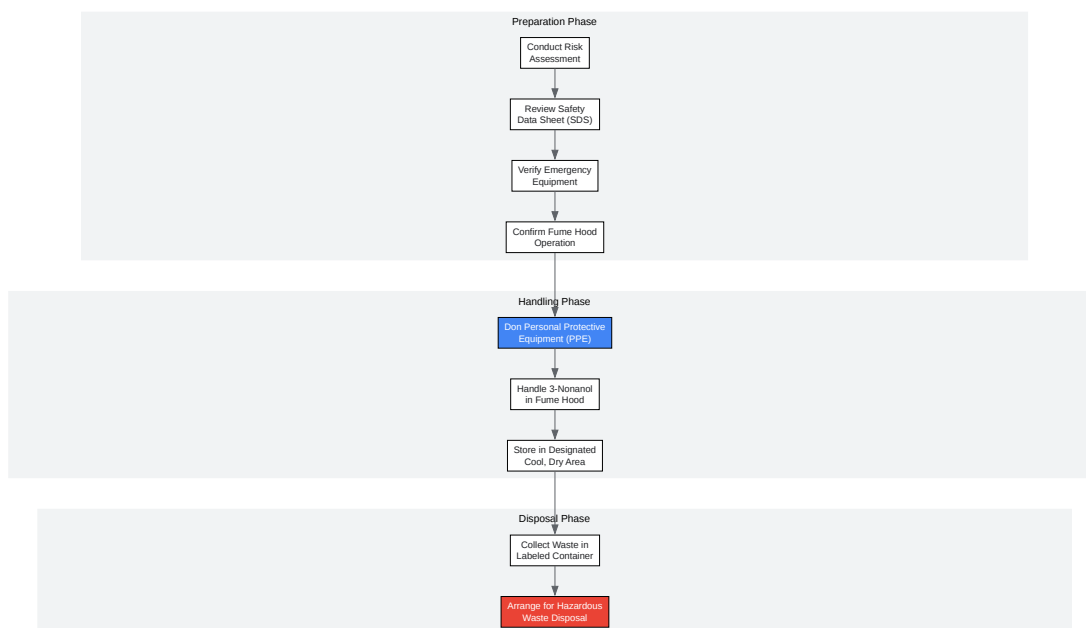 Preparation Phase
Conduct Risk
Assessment
Review Safety
Data Sheet (SDS)
Verify Emergency
Equipment
Confirm Fume Hood
Operation
Handling Phase
Don Personal Protective
Equipment (PPE)
Handle 3-Nonanol
in Fume Hood
Store in Designated
Cool, Dry Area
Disposal Phase
Collect Waste in
Labeled Container
Arrange for Hazardous
Waste Disposal